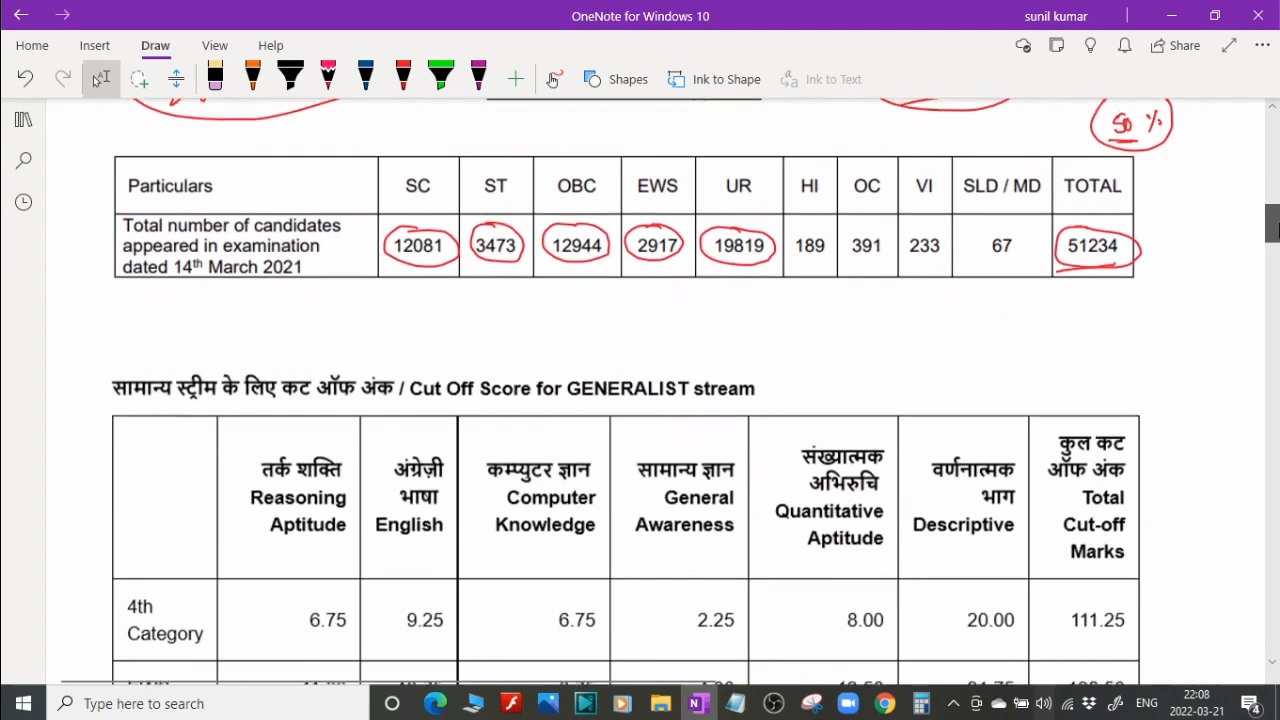 OneNote for Windows 10
sunil kumar
Home Insert Draw View Help
Share
Shapes
Ink to Shape
Ink to Text
50 %
Particulars SC ST OBC EWS UR HI OC VI SLD / MD TOTAL
Total number of candidates
appeared in examination
dated 14th March 2021
12081 3473 12944 2917 19819 189 391 233 67 51234
सामान्य स्ट्रीम के लिए कट ऑफ अंक / Cut Off Score for GENERALIST stream
तर्क शक्ति
Reasoning
Aptitude
अंग्रेज़ी
भाषा
English
कम्प्युटर ज्ञान
Computer
Knowledge
सामान्य ज्ञान
General
Awareness
संख्यात्मक
अभिरुचि
Quantitative
Aptitude
वर्णनात्मक
भाग
Descriptive
कुल कट
ऑफ अंक
Total
Cut-off
Marks
4th
Category
6.75 9.25 6.75 2.25 8.00 20.00 111.25
Type here to search
ENG
22:08
2022-03-21